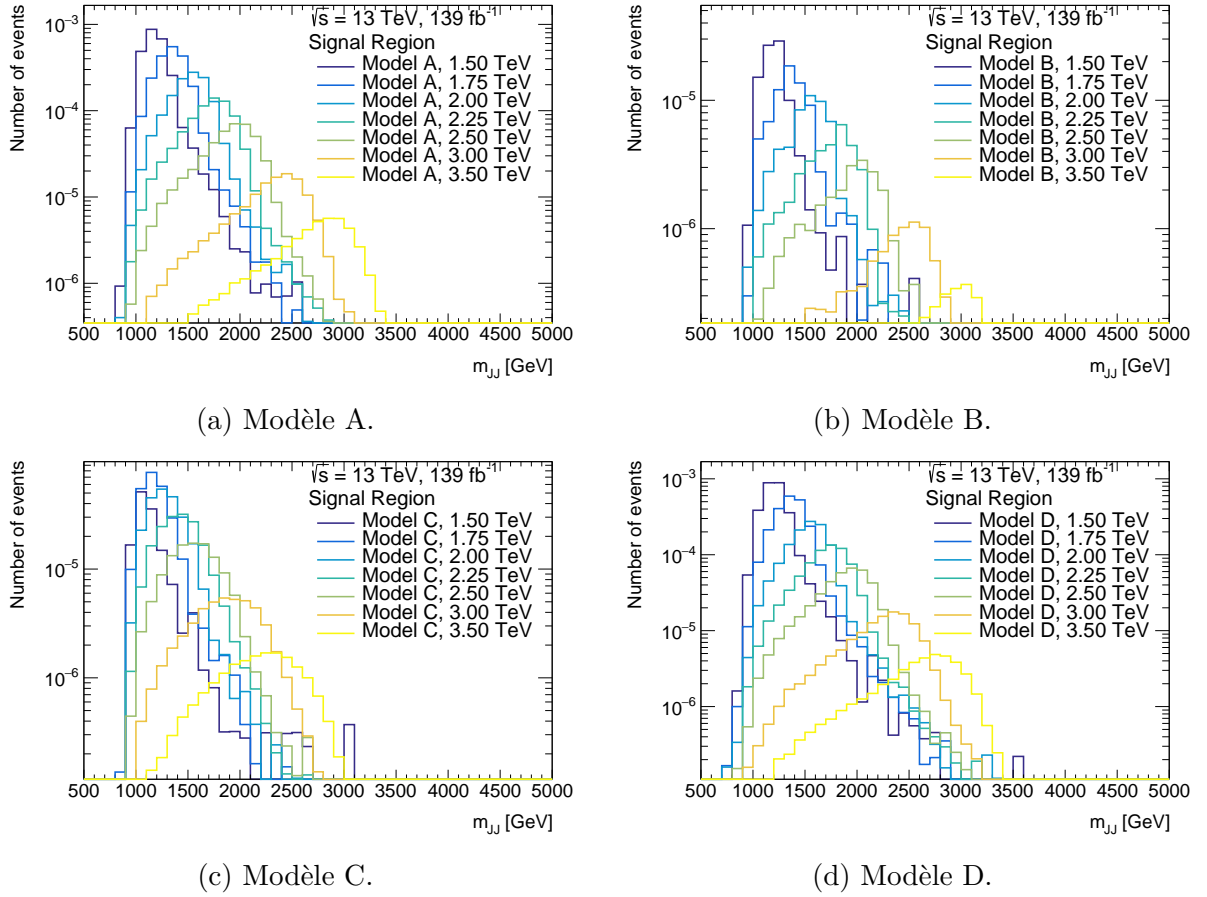 Number of events
10⁻³
10⁻⁴
10⁻⁵
10⁻⁶
√s = 13 TeV, 139 fb⁻¹
Signal Region
Model A, 1.50 TeV
Model A, 1.75 TeV
Model A, 2.00 TeV
Model A, 2.25 TeV
Model A, 2.50 TeV
Model A, 3.00 TeV
Model A, 3.50 TeV
500 1000 1500 2000 2500 3000 3500 4000 4500 5000
m_JJ [GeV]
(a) Modèle A.
Number of events
10⁻⁵
10⁻⁶
√s = 13 TeV, 139 fb⁻¹
Signal Region
Model B, 1.50 TeV
Model B, 1.75 TeV
Model B, 2.00 TeV
Model B, 2.25 TeV
Model B, 2.50 TeV
Model B, 3.00 TeV
Model B, 3.50 TeV
500 1000 1500 2000 2500 3000 3500 4000 4500 5000
m_JJ [GeV]
(b) Modèle B.
Number of events
10⁻⁵
10⁻⁶
√s = 13 TeV, 139 fb⁻¹
Signal Region
Model C, 1.50 TeV
Model C, 1.75 TeV
Model C, 2.00 TeV
Model C, 2.25 TeV
Model C, 2.50 TeV
Model C, 3.00 TeV
Model C, 3.50 TeV
500 1000 1500 2000 2500 3000 3500 4000 4500 5000
m_JJ [GeV]
(c) Modèle C.
Number of events
10⁻³
10⁻⁴
10⁻⁵
10⁻⁶
√s = 13 TeV, 139 fb⁻¹
Signal Region
Model D, 1.50 TeV
Model D, 1.75 TeV
Model D, 2.00 TeV
Model D, 2.25 TeV
Model D, 2.50 TeV
Model D, 3.00 TeV
Model D, 3.50 TeV
500 1000 1500 2000 2500 3000 3500 4000 4500 5000
m_JJ [GeV]
(d) Modèle D.